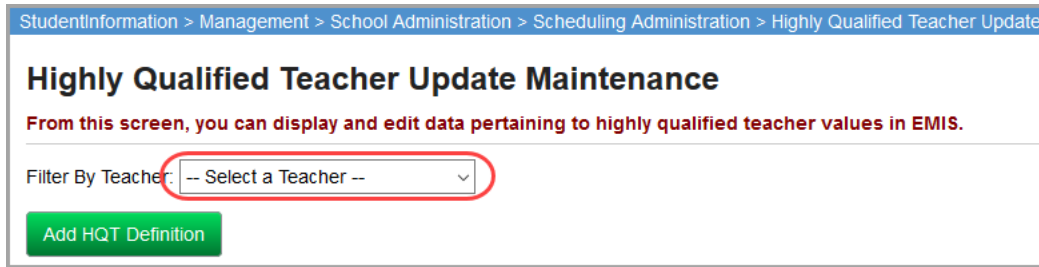 StudentInformation > Management > School Administration > Scheduling Administration > Highly Qualified Teacher Update
Highly Qualified Teacher Update Maintenance
From this screen, you can display and edit data pertaining to highly qualified teacher values in EMIS.
Filter By Teacher: -- Select a Teacher --
Add HQT Definition